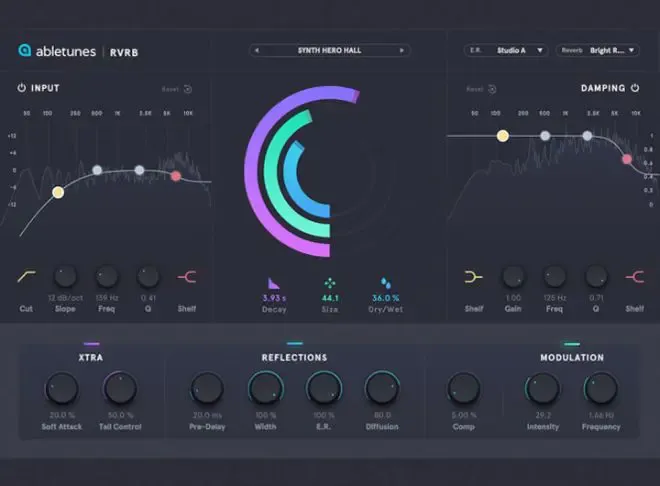 abletunes | RVRB
SYNTH HERO HALL
E.R. Studio A Reverb Bright R...
INPUT Reset
Reset DAMPING
50 100 250 500 1K 2.5K 5K 10K
50 100 250 500 1K 2.5K 5K 10K
+12
+4
-4
-12
1
0.8
0.6
0.4
0.2
0
3.93 s 44.1 36.0 %
Decay Size Dry/Wet
12 dB/oct 139 Hz 0.41
Cut Slope Freq Q Shelf
1.00 125 Hz 0.71
Shelf Gain Freq Q Shelf
XTRA REFLECTIONS MODULATION
20.0 % 50.0 % 20.0 ms 100 % 100 % 80.0 5.00 % 29.2 1.46 Hz
Soft Attack Tail Control Pre-Delay Width E.R. Diffusion Comp Intensity Frequency